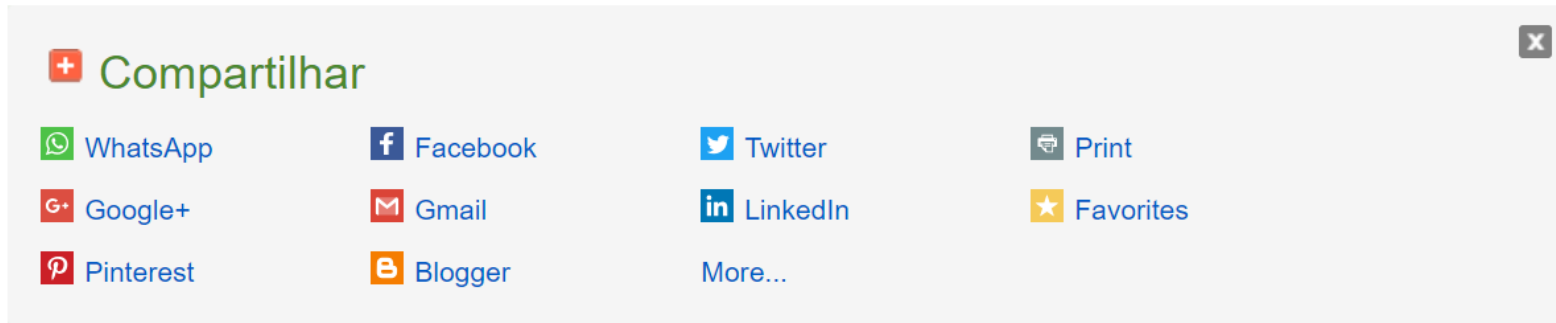 Compartilhar
WhatsApp Facebook Twitter Print
Google+ Gmail LinkedIn Favorites
Pinterest Blogger More...